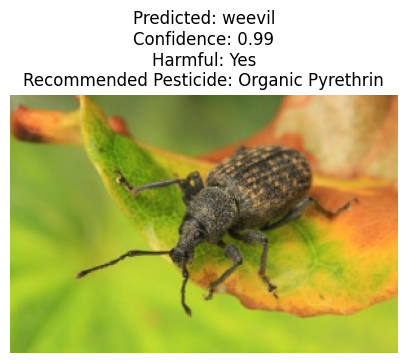 Predicted: weevil
Confidence: 0.99
Harmful: Yes
Recommended Pesticide: Organic Pyrethrin